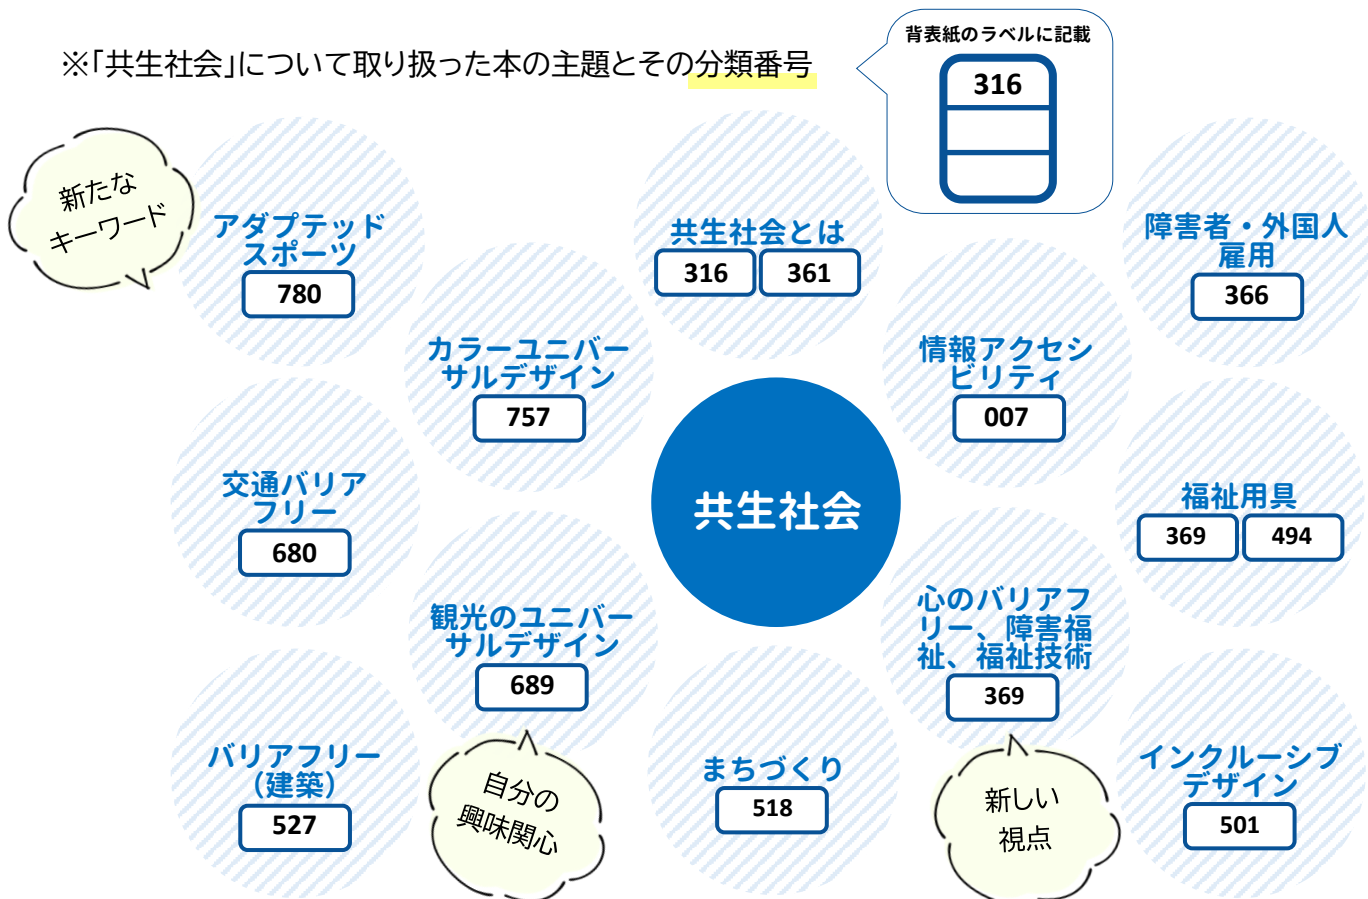 背表紙のラベルに記載
316
※「共生社会」について取り扱った本の主題とその分類番号
新たな
キーワード
アダプテッド
スポーツ
780
共生社会とは
316 361
障害者・外国人
雇用
366
カラーユニバー
サルデザイン
757
情報アクセシ
ビリティ
007
交通バリア
フリー
680
共生社会
福祉用具
369 494
観光のユニバー
サルデザイン
689
心のバリアフ
リー、障害福
祉、福祉技術
369
バリアフリー
（建築）
527
自分の
興味関心
まちづくり
518
新しい
視点
インクルーシブ
デザイン
501